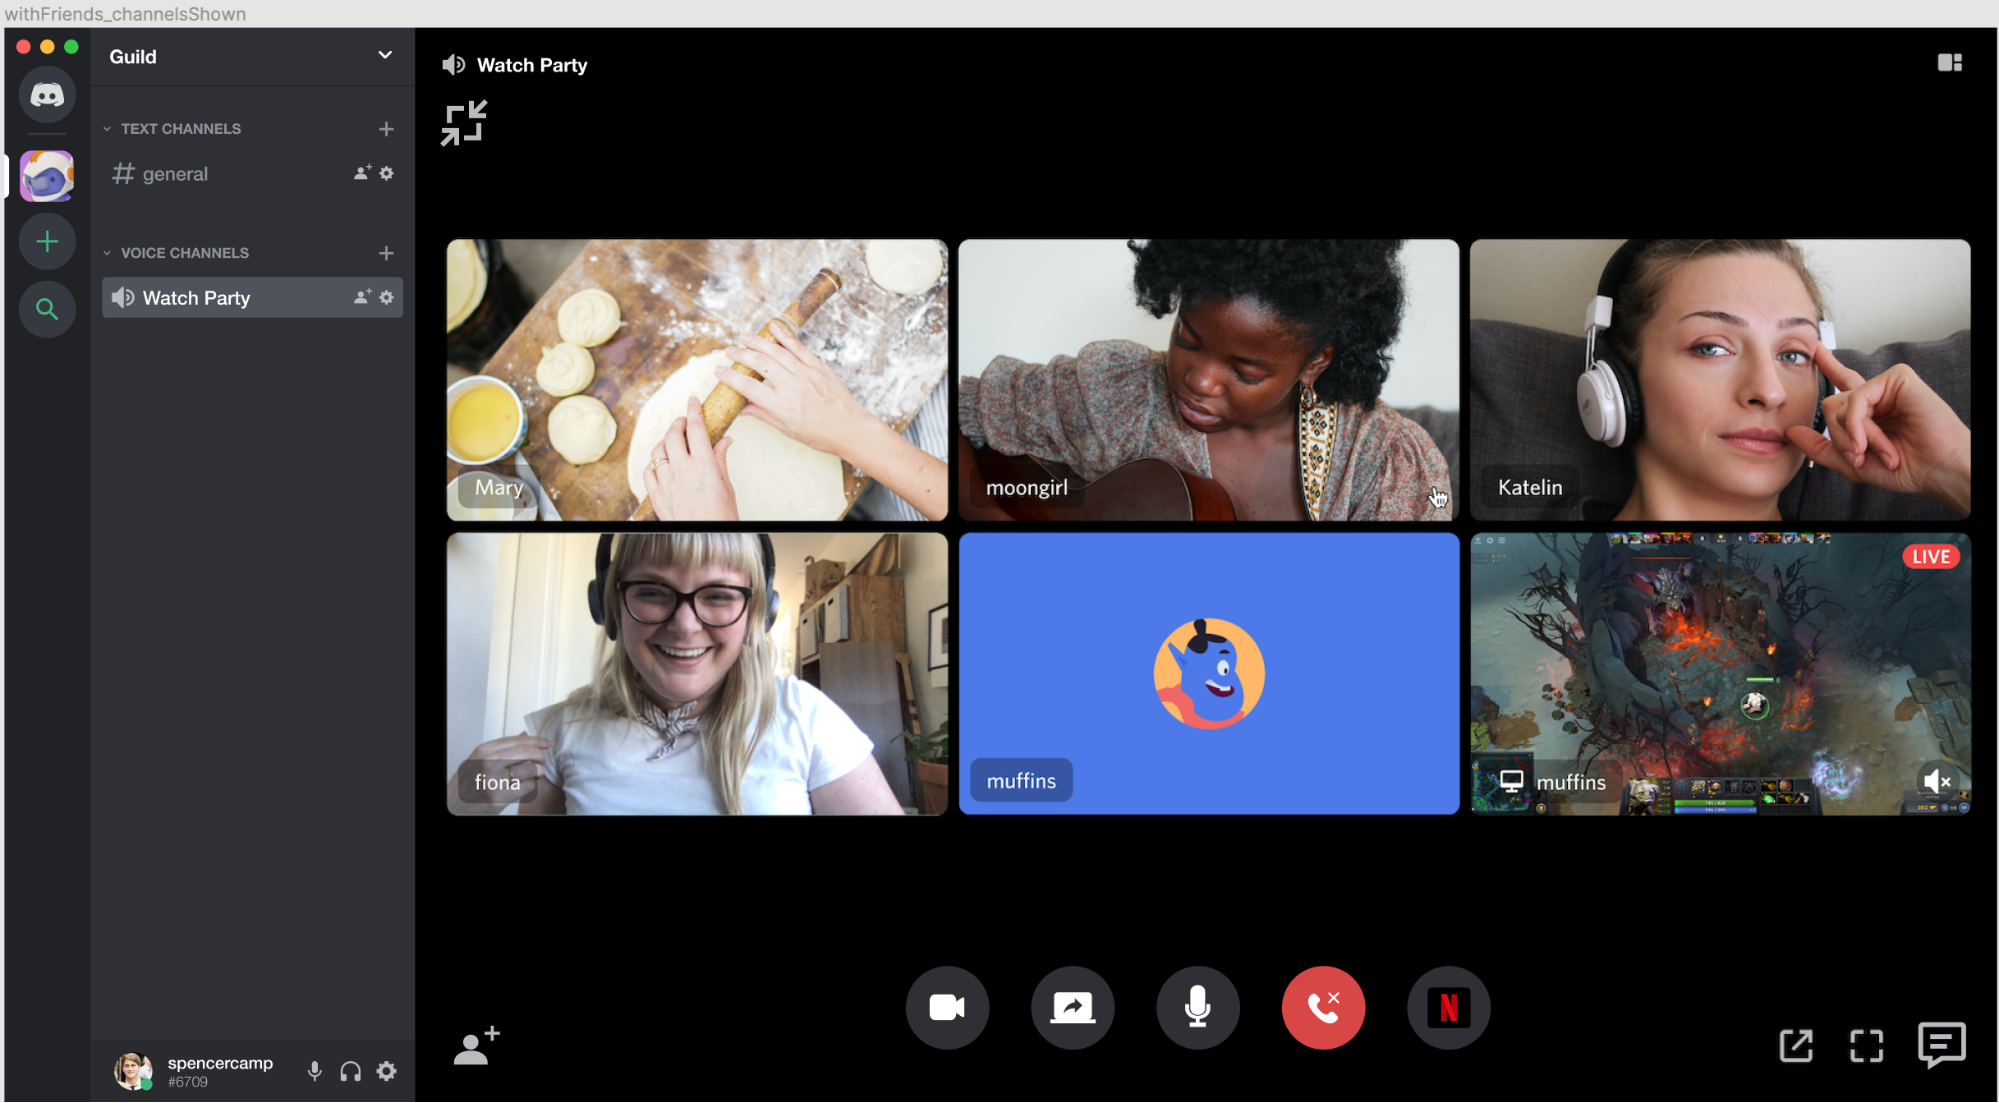 withFriends_channelsShown
Guild
TEXT CHANNELS
general
VOICE CHANNELS
Watch Party
spencercamp
#6709
Watch Party
Mary
moongirl
Katelin
fiona
muffins
LIVE
muffins
N